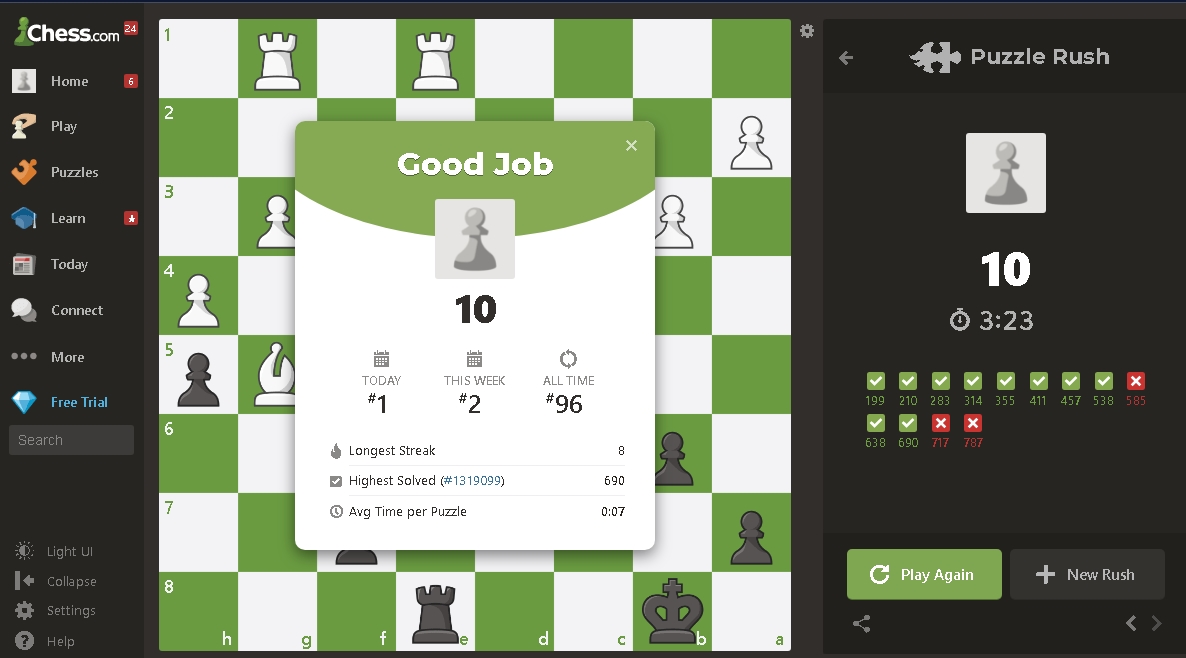 Chess.com 24
Home 6
Play
Puzzles
Learn
Today
Connect
More
Free Trial
Search
Light UI
Collapse
Settings
Help
1
2
3
4
5
6
7
8
h g f e d c b a
Good Job
×
10
TODAY THIS WEEK ALL TIME
#1 #2 #96
Longest Streak 8
Highest Solved (#1319099) 690
Avg Time per Puzzle 0:07
Puzzle Rush
10
3:23
199 210 283 314 355 411 457 538 585
638 690 717 787
Play Again
New Rush